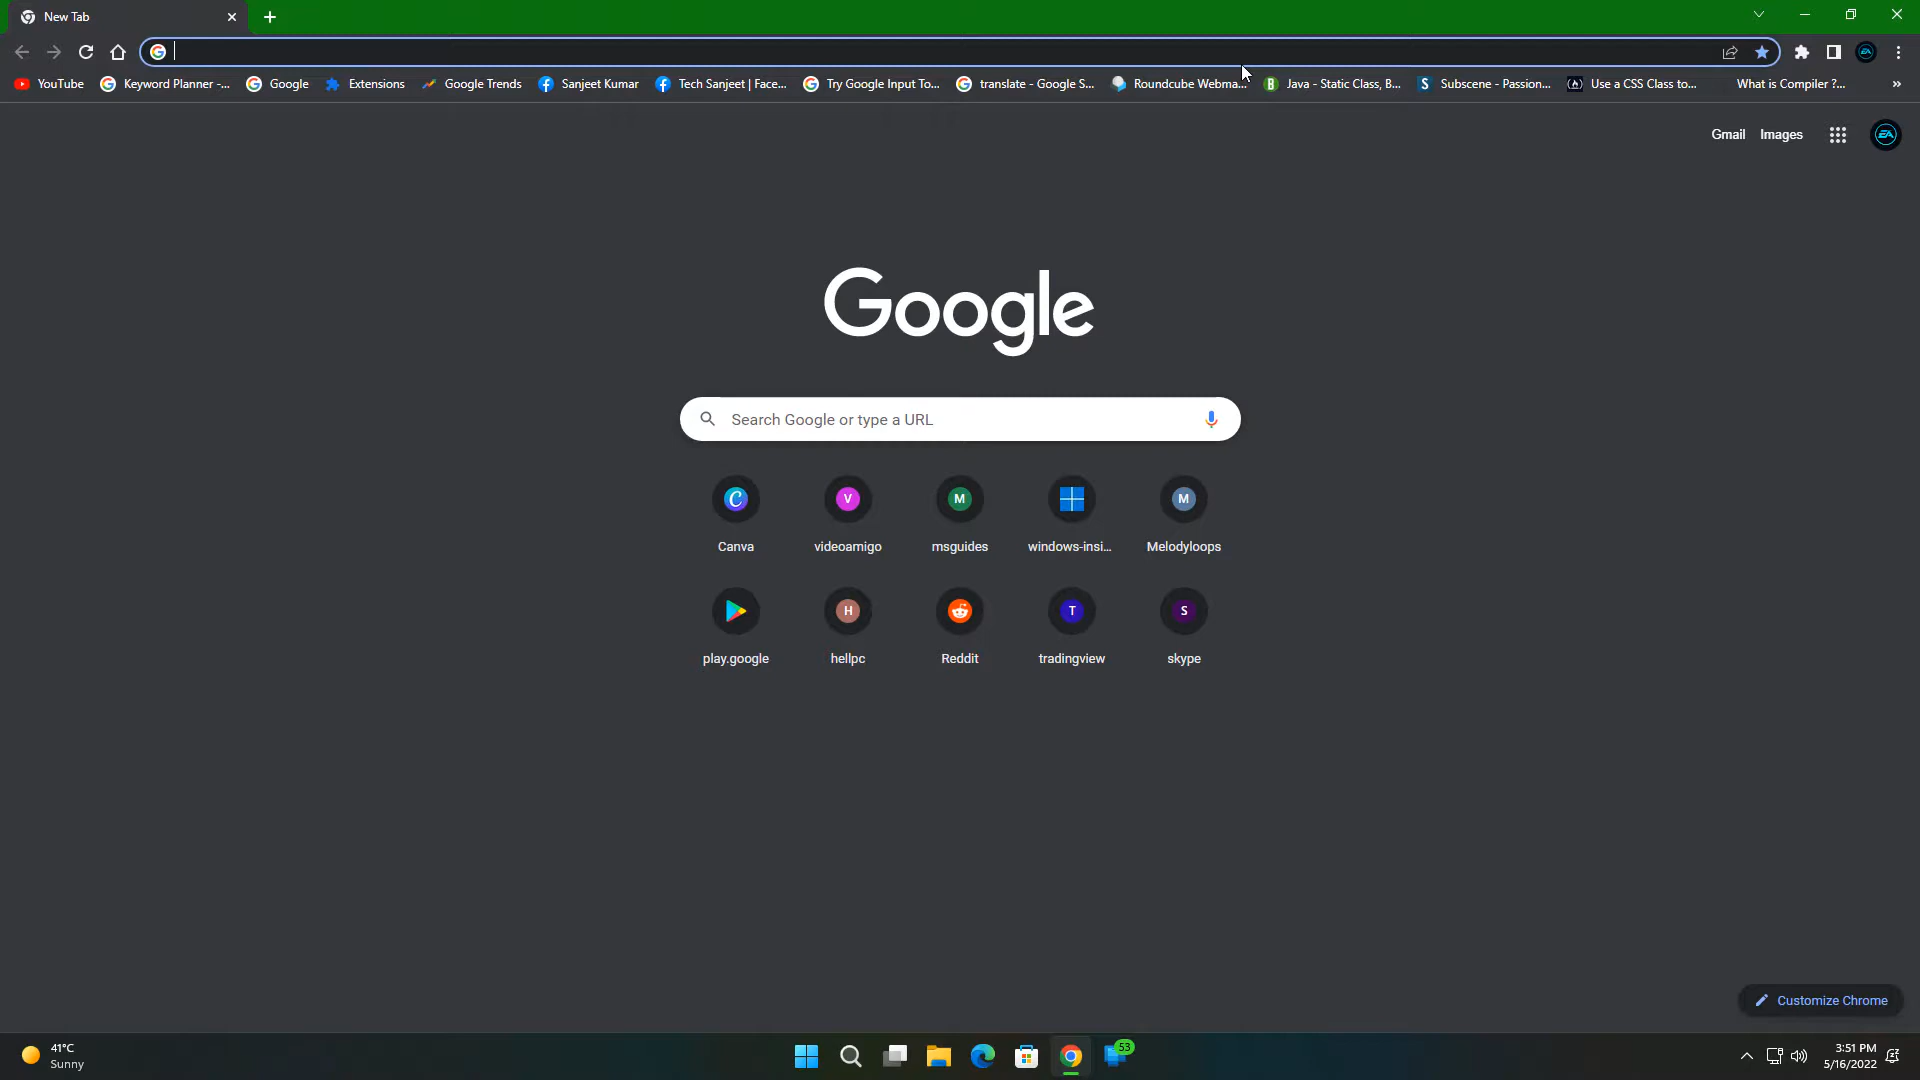 New Tab
YouTube
Keyword Planner -...
Google
Extensions
Google Trends
Sanjeet Kumar
Tech Sanjeet | Face...
Try Google Input To...
translate - Google S...
Roundcube Webma...
Java - Static Class, B...
Subscene - Passion...
Use a CSS Class to...
What is Compiler ?...
»
Gmail
Images
Google
Search Google or type a URL
Canva
videoamigo
msguides
windows-insi...
Melodyloops
play.google
hellpc
Reddit
tradingview
skype
Customize Chrome
41°C
Sunny
53
3:51 PM
5/16/2022